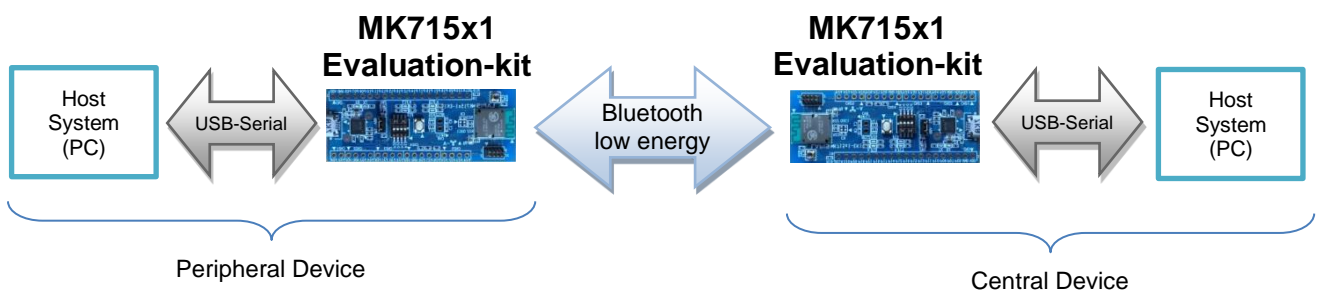 MK715x1
Evaluation-kit
MK715x1
Evaluation-kit
Host
System
(PC)
USB-Serial
Bluetooth
low energy
USB-Serial
Host
System
(PC)
Peripheral Device
Central Device